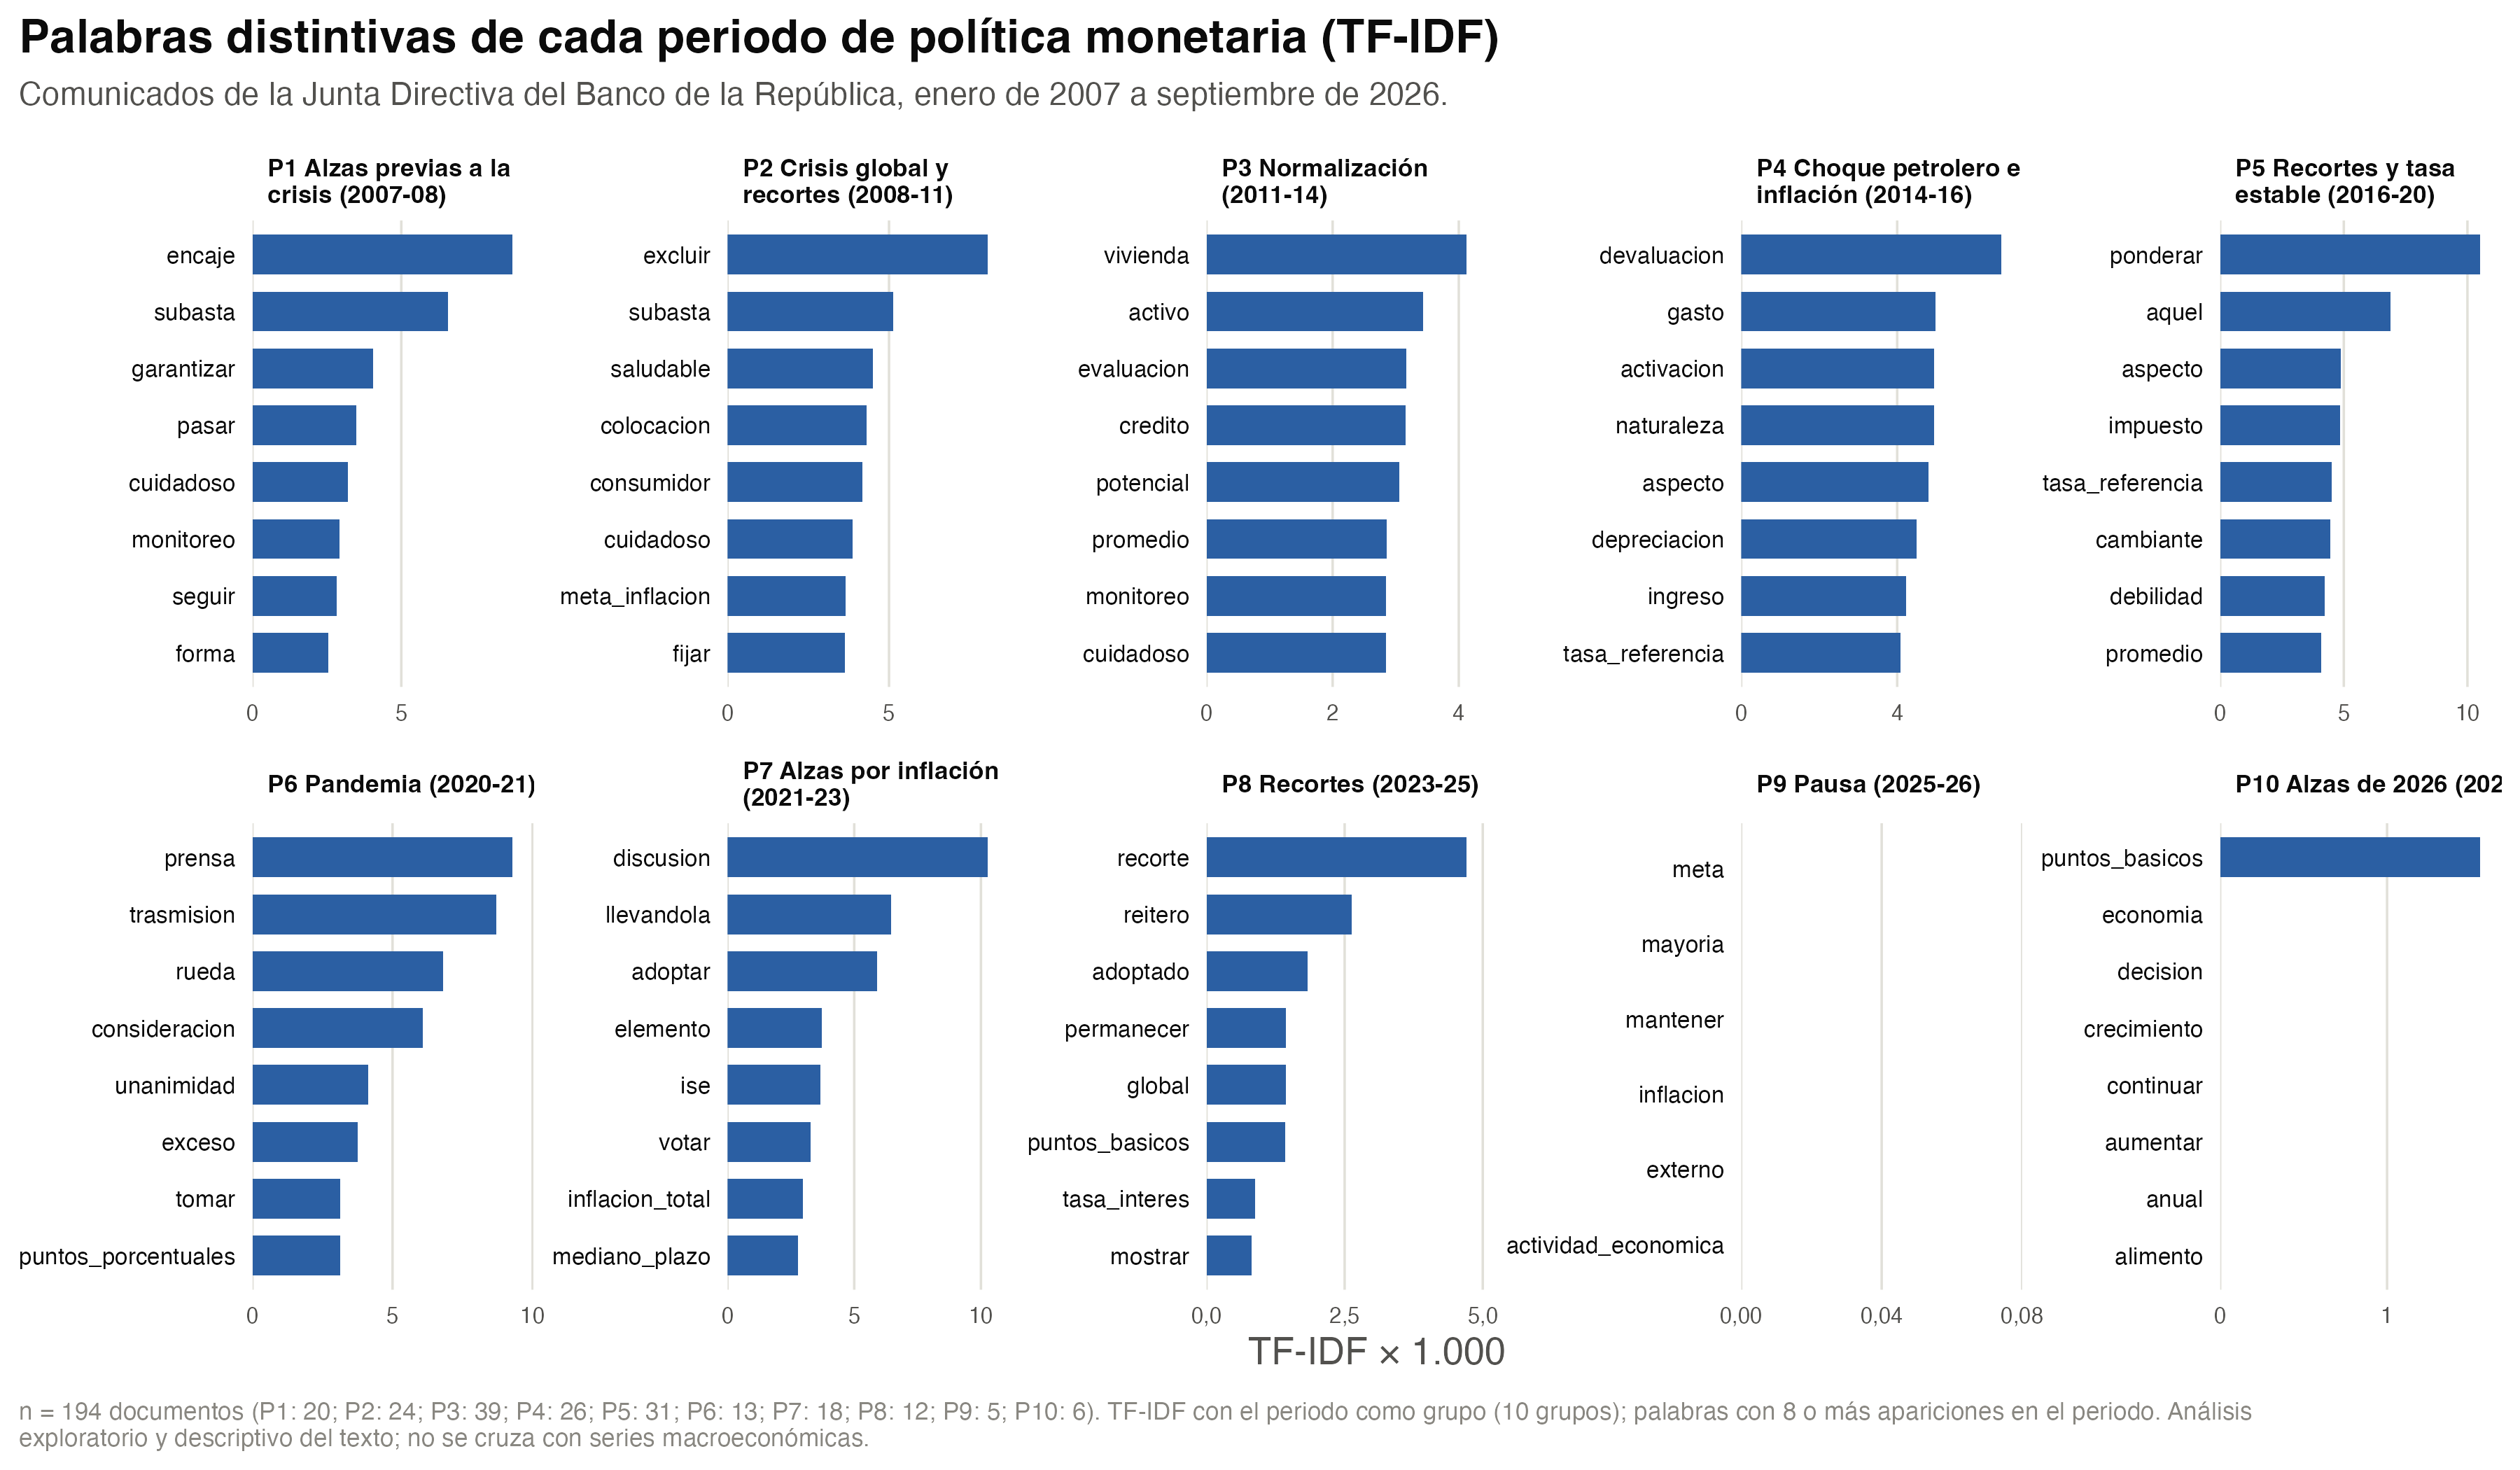 Palabras distintivas de cada periodo de política monetaria (TF-IDF)
Comunicados de la Junta Directiva del Banco de la República, enero de 2007 a septiembre de 2026.
P1 Alzas previas a la
crisis (2007-08)
encaje
subasta
garantizar
pasar
cuidadoso
monitoreo
seguir
forma
0 5
P2 Crisis global y
recortes (2008-11)
excluir
subasta
saludable
colocacion
consumidor
cuidadoso
meta_inflacion
fijar
0 5
P3 Normalización
(2011-14)
vivienda
activo
evaluacion
credito
potencial
promedio
monitoreo
cuidadoso
0 2 4
P4 Choque petrolero e
inflación (2014-16)
devaluacion
gasto
activacion
naturaleza
aspecto
depreciacion
ingreso
tasa_referencia
0 4
P5 Recortes y tasa
estable (2016-20)
ponderar
aquel
aspecto
impuesto
tasa_referencia
cambiante
debilidad
promedio
0 5 10
P6 Pandemia (2020-21)
prensa
trasmision
rueda
consideracion
unanimidad
exceso
tomar
puntos_porcentuales
0 5 10
P7 Alzas por inflación
(2021-23)
discusion
llevandola
adoptar
elemento
ise
votar
inflacion_total
mediano_plazo
0 5 10
P8 Recortes (2023-25)
recorte
reitero
adoptado
permanecer
global
puntos_basicos
tasa_interes
mostrar
0,0 2,5 5,0
P9 Pausa (2025-26)
meta
mayoria
mantener
inflacion
externo
actividad_economica
0,00 0,04 0,08
P10 Alzas de 2026 (202
puntos_basicos
economia
decision
crecimiento
continuar
aumentar
anual
alimento
0 1
TF-IDF × 1.000
n = 194 documentos (P1: 20; P2: 24; P3: 39; P4: 26; P5: 31; P6: 13; P7: 18; P8: 12; P9: 5; P10: 6). TF-IDF con el periodo como grupo (10 grupos); palabras con 8 o más apariciones en el periodo. Análisis
exploratorio y descriptivo del texto; no se cruza con series macroeconómicas.